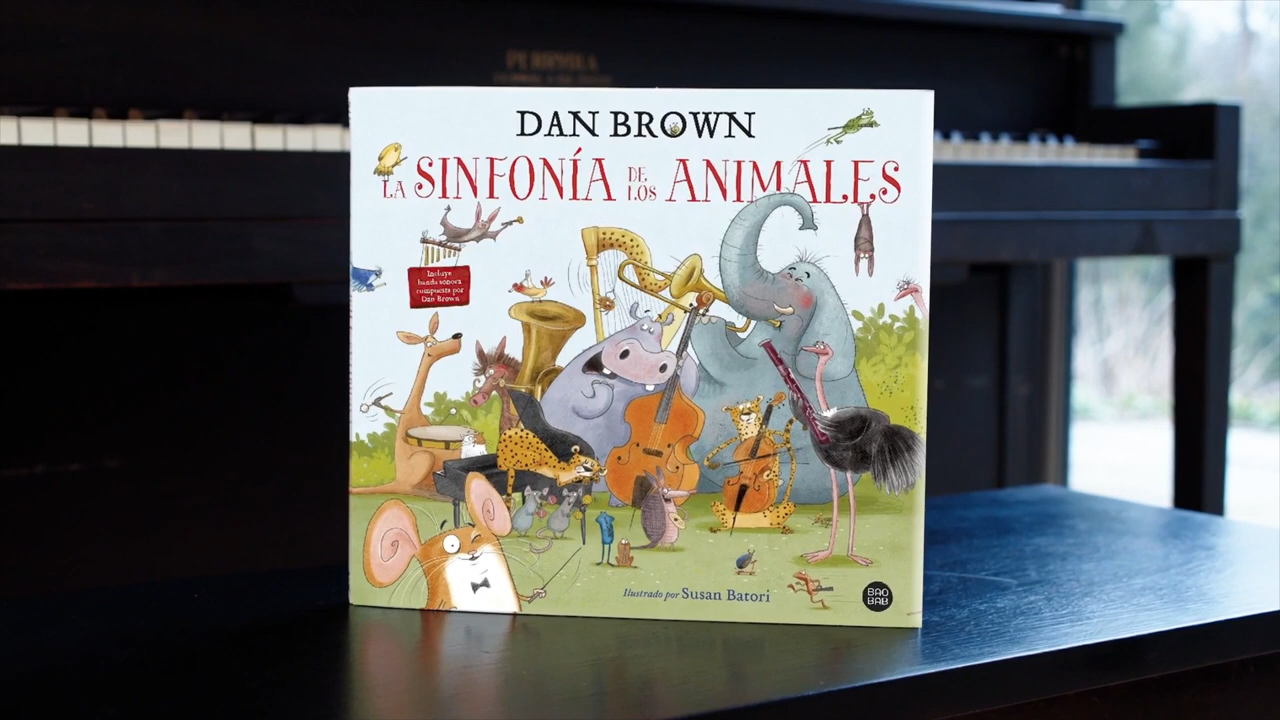 DAN BROWN
LA SINFONÍA DE LOS ANIMALES
Incluye
banda sonora
compuesta por
Dan Brown
Ilustrado por Susan Batori
BAO
BAB